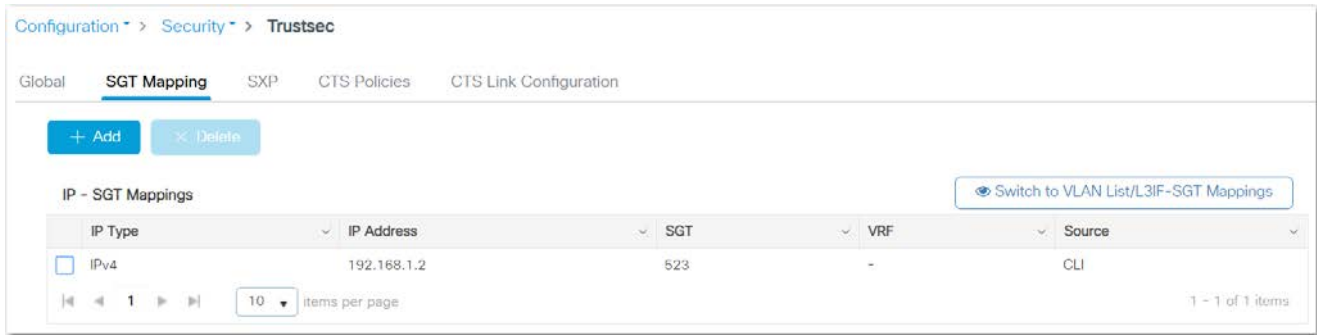 Configuration > Security > Trustsec
Global SGT Mapping SXP CTS Policies CTS Link Configuration
+ Add × Delete
IP - SGT Mappings Switch to VLAN List/L3IF-SGT Mappings
IP Type IP Address SGT VRF Source
IPv4 192.168.1.2 523 - CLI
1 10 items per page 1 - 1 of 1 items